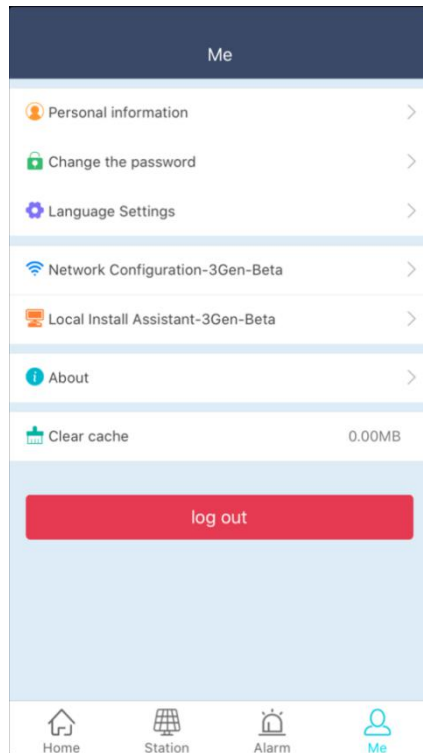 Me
Personal information
Change the password
Language Settings
Network Configuration-3Gen-Beta
Local Install Assistant-3Gen-Beta
About
Clear cache 0.00MB
log out
Home Station Alarm Me